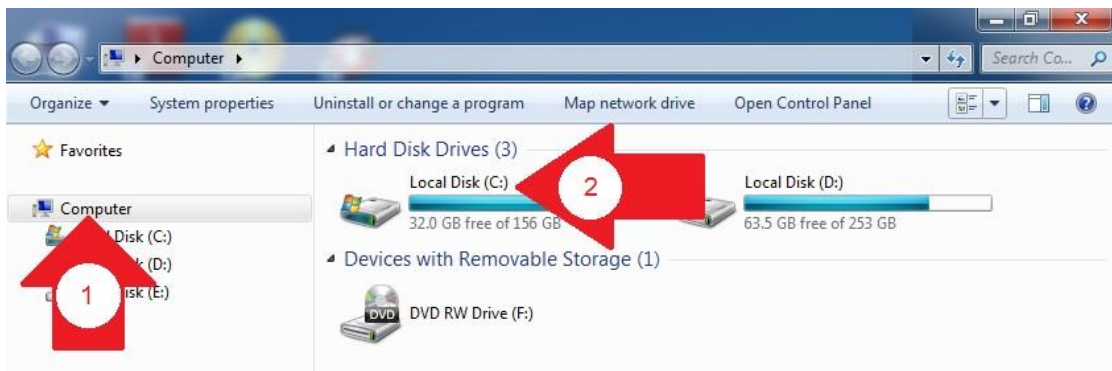 Computer
Search Co...
Organize System properties Uninstall or change a program Map network drive Open Control Panel
Favorites
Computer
Disk (C:)
(D:)
(E:)
1
Hard Disk Drives (3)
Local Disk (C:)
32.0 GB free of 156 GB
2
Local Disk (D:)
63.5 GB free of 253 GB
Devices with Removable Storage (1)
DVD
DVD RW Drive (F:)